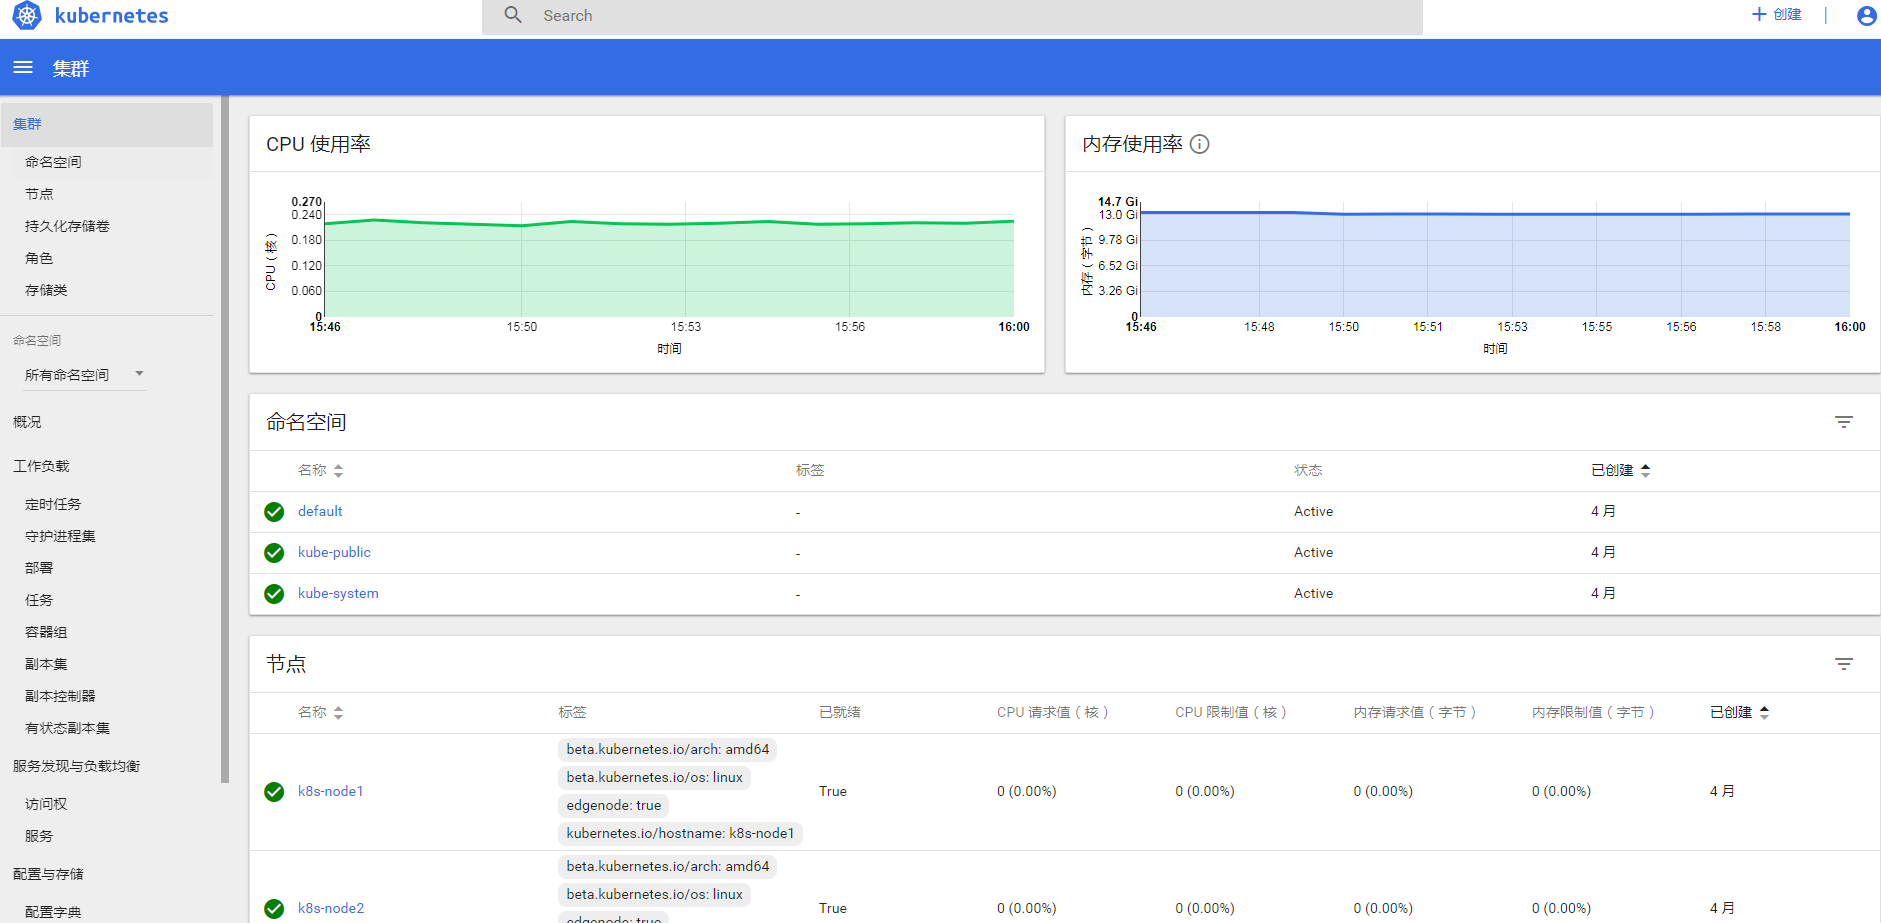 kubernetes
Search
创建
集群
集群
命名空间
节点
持久化存储卷
角色
存储类
命名空间
所有命名空间
概况
工作负载
定时任务
守护进程集
部署
任务
容器组
副本集
副本控制器
有状态副本集
服务发现与负载均衡
访问权
服务
配置与存储
配置字典
CPU 使用率
CPU（核）
0.270
0.240
0.180
0.120
0.060
0
15:46 15:50 15:53 15:56 16:00
时间
内存使用率
内存（字节）
14.7 Gi
13.0 Gi
9.78 Gi
6.52 Gi
3.26 Gi
0
15:46 15:48 15:50 15:51 15:53 15:55 15:56 15:58 16:00
时间
命名空间
名称 标签 状态 已创建
default - Active 4 月
kube-public - Active 4 月
kube-system - Active 4 月
节点
名称 标签 已就绪 CPU 请求值（核） CPU 限制值（核） 内存请求值（字节） 内存限制值（字节） 已创建
beta.kubernetes.io/arch: amd64
beta.kubernetes.io/os: linux
k8s-node1 True 0 (0.00%) 0 (0.00%) 0 (0.00%) 0 (0.00%) 4 月
edgenode: true
kubernetes.io/hostname: k8s-node1
beta.kubernetes.io/arch: amd64
beta.kubernetes.io/os: linux
k8s-node2 True 0 (0.00%) 0 (0.00%) 0 (0.00%) 0 (0.00%) 4 月
edgenode: true